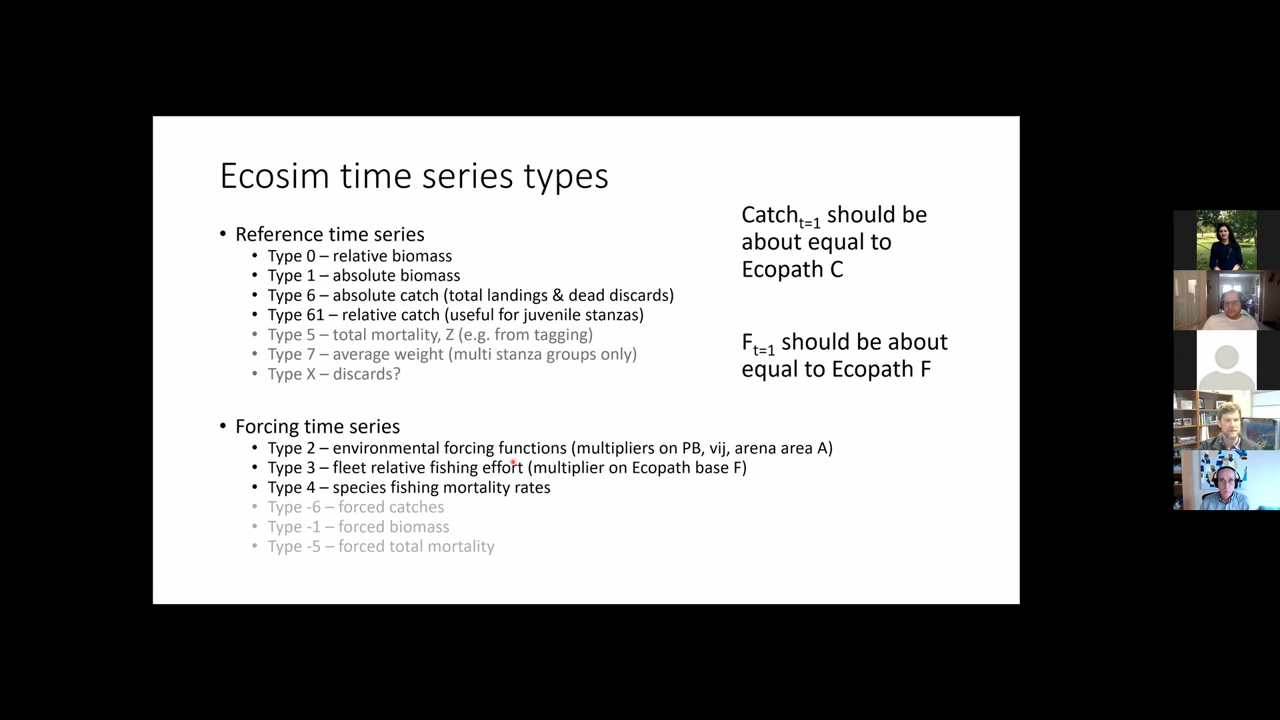 Ecosim time series types
• Reference time series
• Type 0 – relative biomass
• Type 1 – absolute biomass
• Type 6 – absolute catch (total landings & dead discards)
• Type 61 – relative catch (useful for juvenile stanzas)
• Type 5 – total mortality, Z (e.g. from tagging)
• Type 7 – average weight (multi stanza groups only)
• Type X – discards?
• Forcing time series
• Type 2 – environmental forcing functions (multipliers on PB, vij, arena area A)
• Type 3 – fleet relative fishing effort (multiplier on Ecopath base F)
• Type 4 – species fishing mortality rates
• Type -6 – forced catches
• Type -1 – forced biomass
• Type -5 – forced total mortality
Catch t=1 should be
about equal to
Ecopath C
F t=1 should be about
equal to Ecopath F